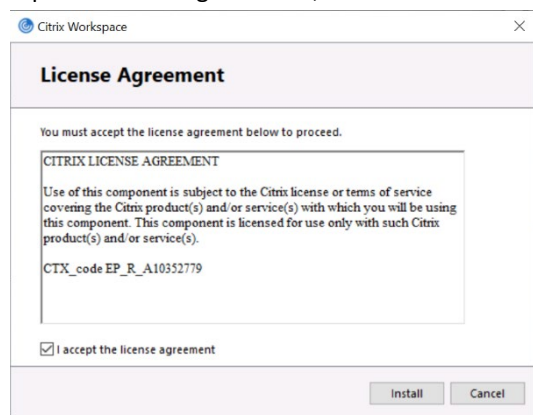 Citrix Workspace
License Agreement
You must accept the license agreement below to proceed.
CITRIX LICENSE AGREEMENT
Use of this component is subject to the Citrix license or terms of service
covering the Citrix product(s) and/or service(s) with which you will be using
this component. This component is licensed for use only with such Citrix
product(s) and/or service(s).
CTX_code EP_R_A10352779
I accept the license agreement
Install Cancel